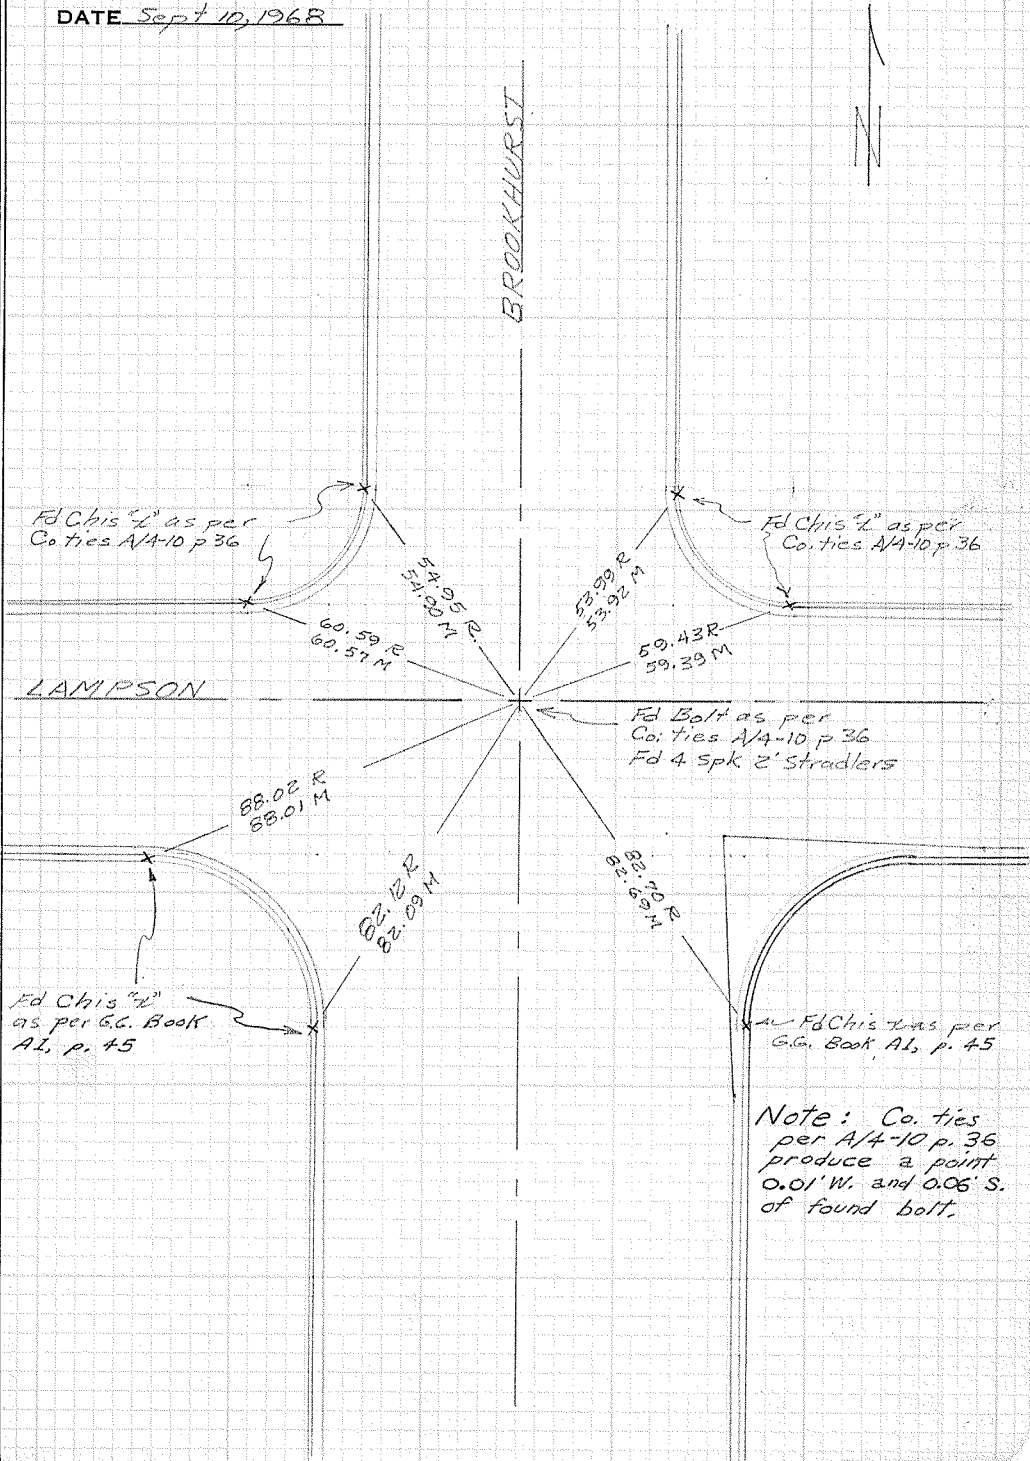 DATE Sept 10, 1968
N
BROOKHURST
Fd Chis "x" as per
Co. ties A/4-10 p 36
Fd Chis "x" as per
Co. ties A/4-10 p 36
54.95 R.
54.90 M
53.99 R
53.92 M
60.59 R
60.57 M
59.43 R
59.39 M
LAMPSON
Fd Bolt as per
Co. ties A/4-10 p 36
Fd 4 Spk 2' Stradlers
88.02 R
88.01 M
82.12 R
82.09 M
82.70 R
82.69 M
Fd Chis "x"
as per G.G. Book
A1, p. 45
Fd Chis x as per
G.G. Book A1, p. 45
Note: Co. ties
per A/4-10 p. 36
produce a point
0.01' W. and 0.06' S.
of found bolt.